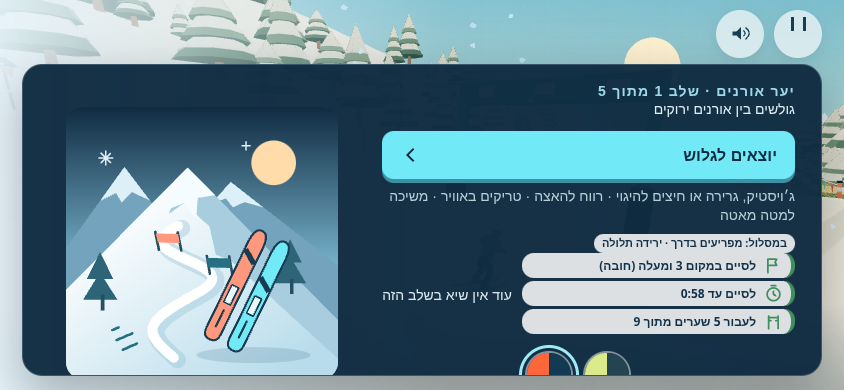 יער אורנים · שלב 1 מתוך 5
גולשים בין אורנים ירוקים
יוצאים לגלוש
ג׳ויסטיק, גרירה או חיצים להיגוי · רווח להאצה · טריקים באוויר · משיכה
למטה מאטה
במסלול: מפריעים בדרך · ירידה תלולה
לסיים במקום 3 ומעלה (חובה)
לסיים עד 0:58
עוד אין שיא בשלב הזה
לעבור 5 שערים מתוך 9